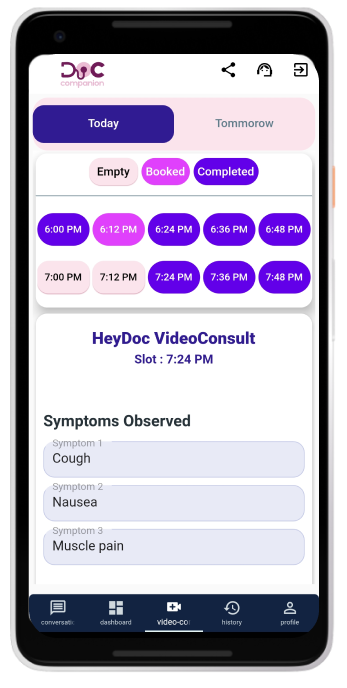 DOC
companion
Today Tommorow
Empty Booked Completed
6:00 PM 6:12 PM 6:24 PM 6:36 PM 6:48 PM
7:00 PM 7:12 PM 7:24 PM 7:36 PM 7:48 PM
HeyDoc VideoConsult
Slot : 7:24 PM
Symptoms Observed
Symptom 1
Cough
Symptom 2
Nausea
Symptom 3
Muscle pain
conversati dashboard video-co history profile